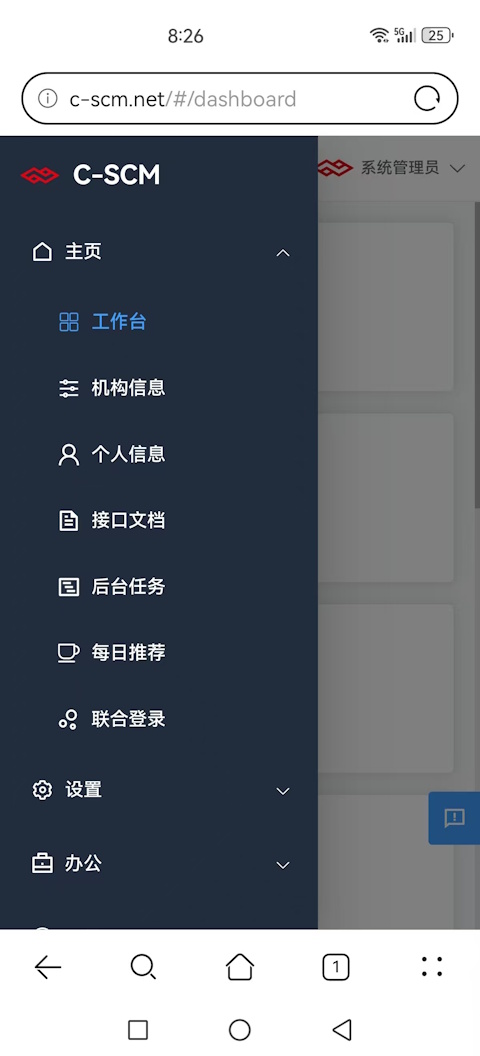 8:26
5G
25
c-scm.net/#/dashboard
C-SCM
系统管理员
主页
工作台
机构信息
个人信息
接口文档
后台任务
每日推荐
联合登录
设置
办公
1